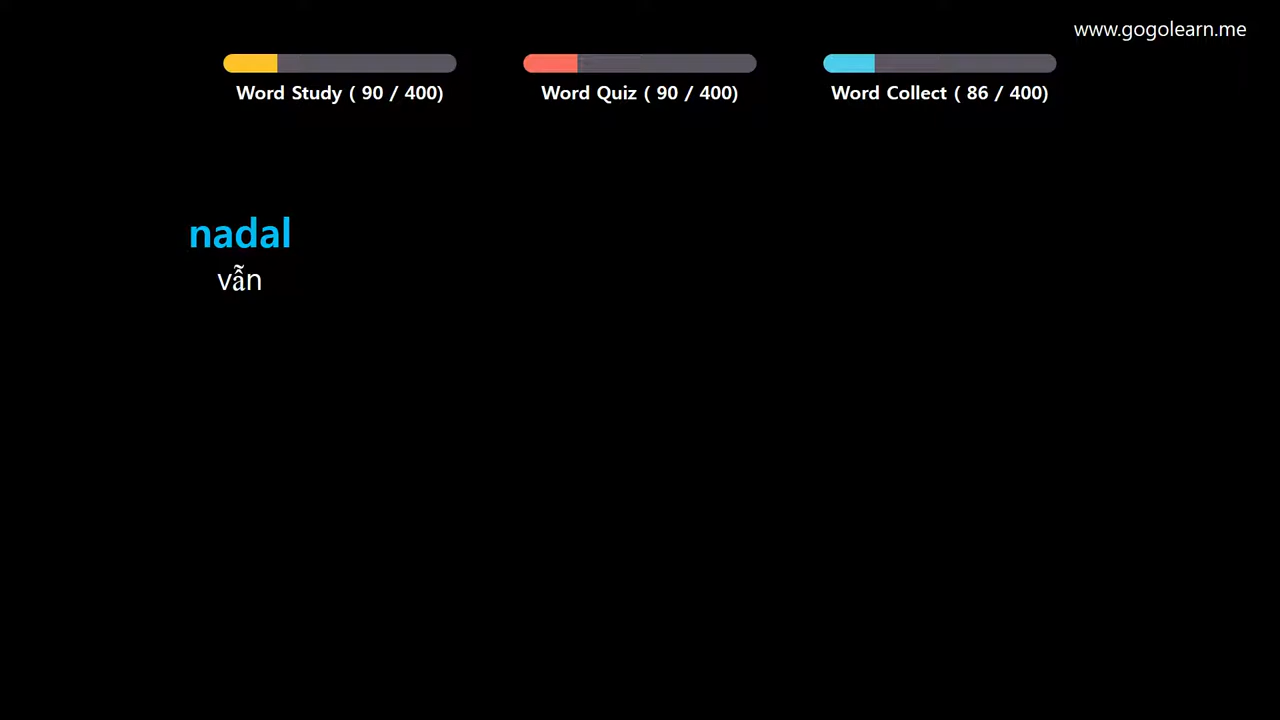 www.gogolearn.me
Word Study ( 90 / 400)
Word Quiz ( 90 / 400)
Word Collect ( 86 / 400)
nadal
vẫn